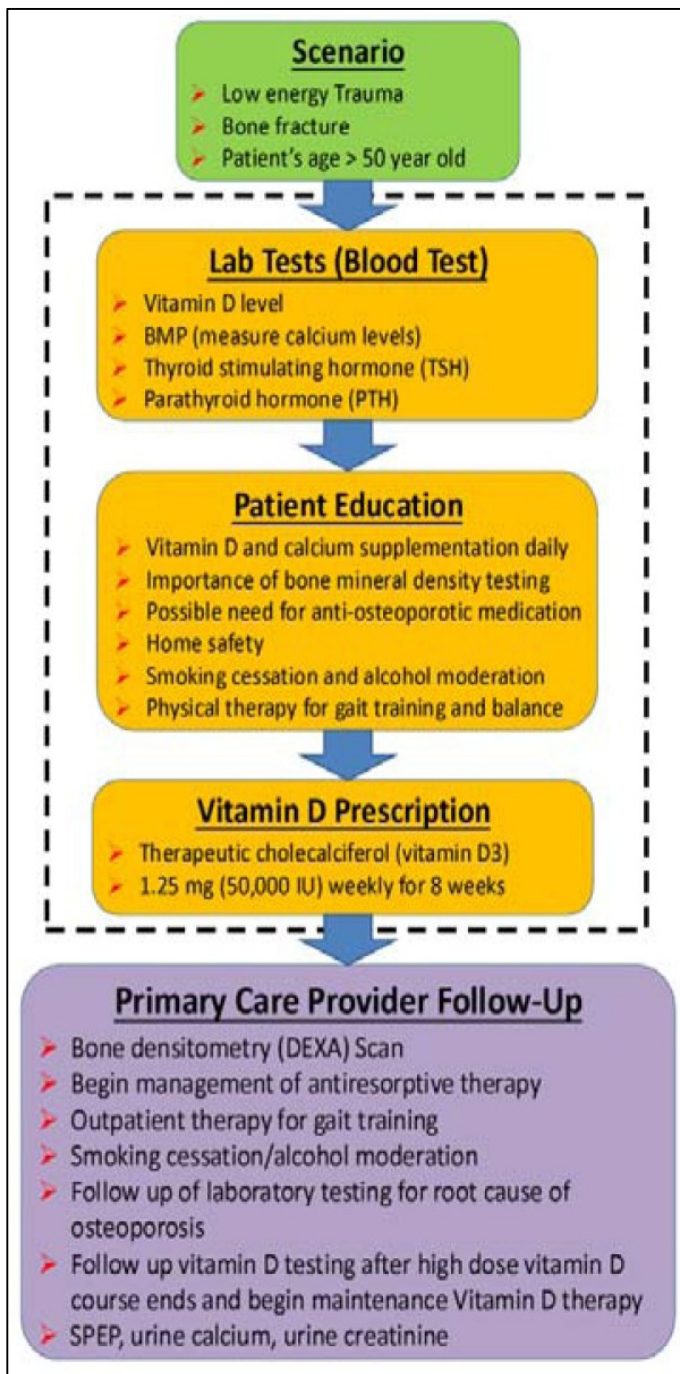 Scenario
Low energy Trauma
Bone fracture
Patient's age > 50 year old
Lab Tests (Blood Test)
Vitamin D level
BMP (measure calcium levels)
Thyroid stimulating hormone (TSH)
Parathyroid hormone (PTH)
Patient Education
Vitamin D and calcium supplementation daily
Importance of bone mineral density testing
Possible need for anti-osteoporotic medication
Home safety
Smoking cessation and alcohol moderation
Physical therapy for gait training and balance
Vitamin D Prescription
Therapeutic cholecalciferol (vitamin D3)
1.25 mg (50,000 IU) weekly for 8 weeks
Primary Care Provider Follow-Up
Bone densitometry (DEXA) Scan
Begin management of antiresorptive therapy
Outpatient therapy for gait training
Smoking cessation/alcohol moderation
Follow up of laboratory testing for root cause of
osteoporosis
Follow up vitamin D testing after high dose vitamin D
course ends and begin maintenance Vitamin D therapy
SPEP, urine calcium, urine creatinine